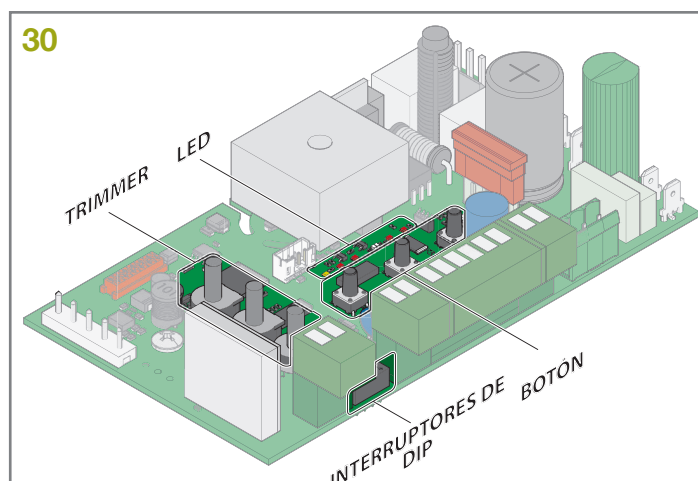 30
LED
TRIMMER
BOTÓN
INTERRUPTORES DE
DIP